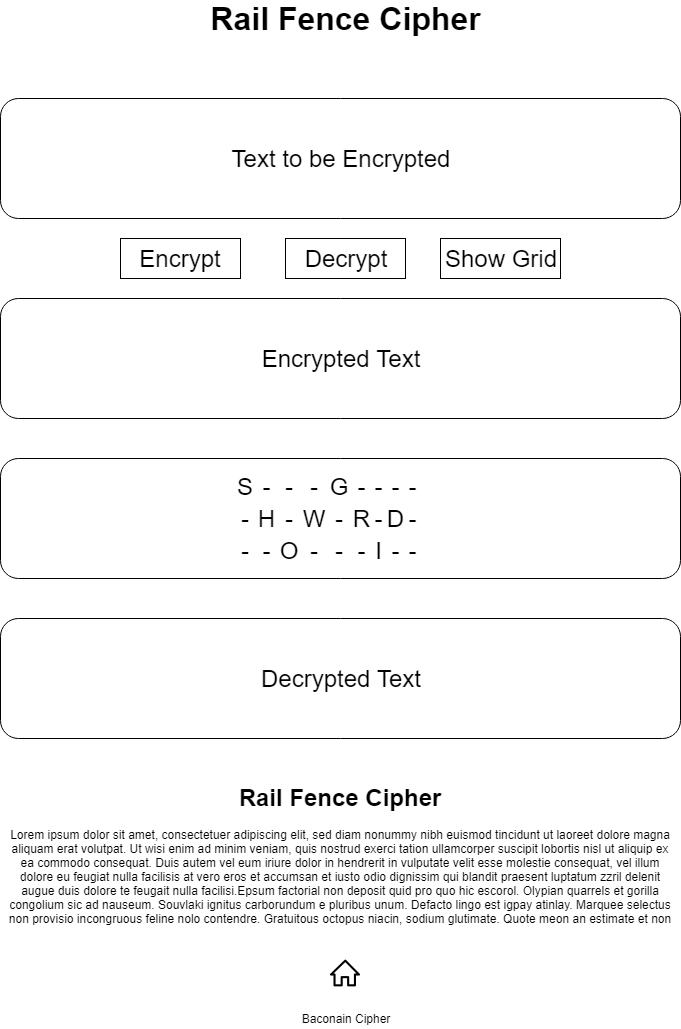 Rail Fence Cipher
Text to be Encrypted
Encrypt Decrypt Show Grid
Encrypted Text
S - - - G - - - -
- H - W - R - D -
- - O - - - I - -
Decrypted Text
Rail Fence Cipher
Lorem ipsum dolor sit amet, consectetuer adipiscing elit, sed diam nonummy nibh euismod tincidunt ut laoreet dolore magna
aliquam erat volutpat. Ut wisi enim ad minim veniam, quis nostrud exerci tation ullamcorper suscipit lobortis nisl ut aliquip ex
ea commodo consequat. Duis autem vel eum iriure dolor in hendrerit in vulputate velit esse molestie consequat, vel illum
dolore eu feugiat nulla facilisis at vero eros et accumsan et iusto odio dignissim qui blandit praesent luptatum zzril delenit
augue duis dolore te feugait nulla facilisi.Epsum factorial non deposit quid pro quo hic escorol. Olypian quarrels et gorilla
congolium sic ad nauseum. Souvlaki ignitus carborundum e pluribus unum. Defacto lingo est igpay atinlay. Marquee selectus
non provisio incongruous feline nolo contendre. Gratuitous octopus niacin, sodium glutimate. Quote meon an estimate et non
Baconain Cipher